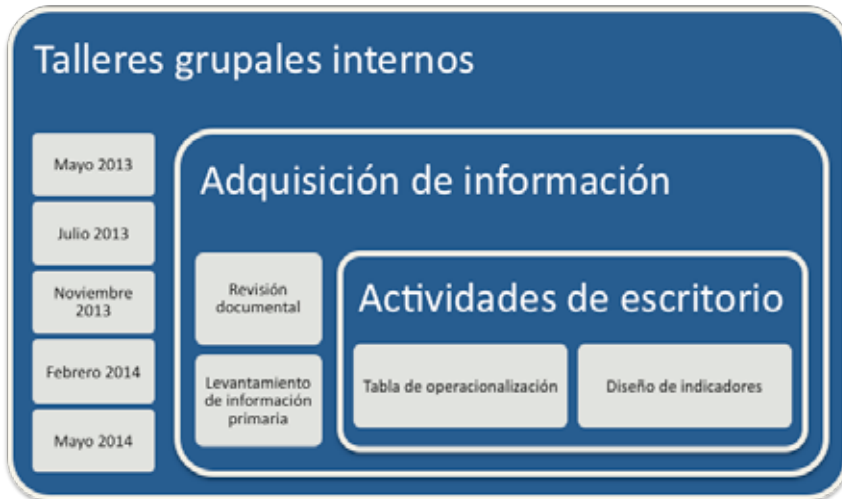 Talleres grupales internos
Mayo 2013
Julio 2013
Noviembre
2013
Febrero 2014
Mayo 2014
Adquisición de información
Revisión
documental
Levantamiento
de información
primaria
Actividades de escritorio
Tabla de operacionalización
Diseño de indicadores